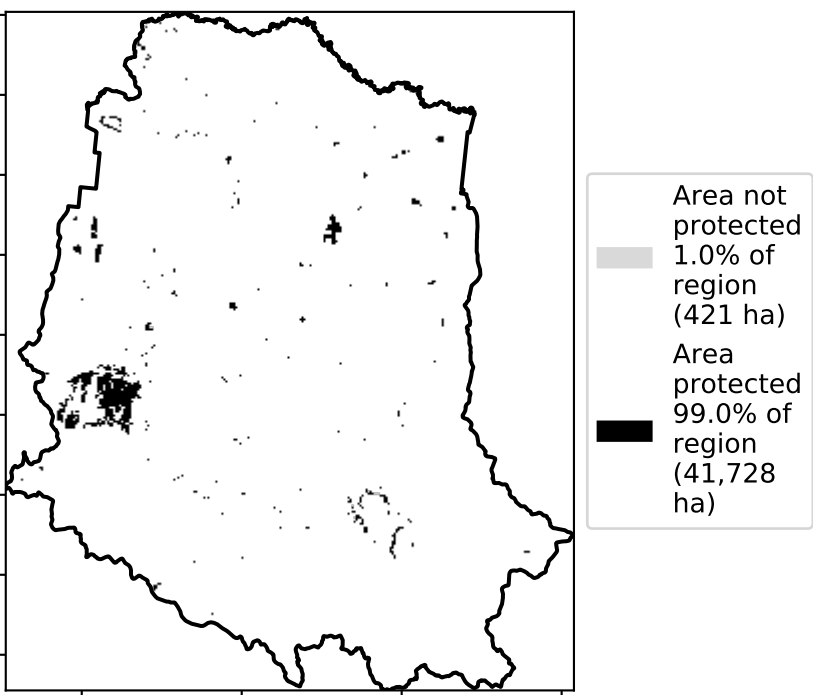 Area not
protected
1.0% of
region
(421 ha)
Area
protected
99.0% of
region
(41,728
ha)